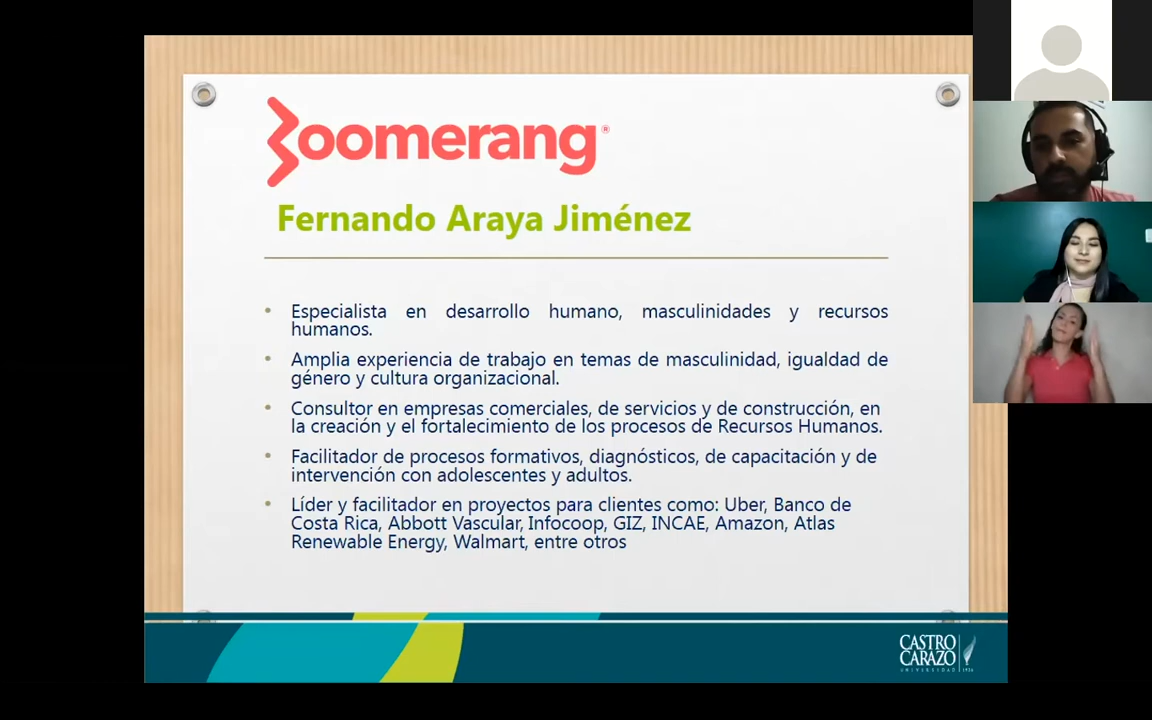 Boomerang®
Fernando Araya Jiménez
• Especialista en desarrollo humano, masculinidades y recursos
humanos.
• Amplia experiencia de trabajo en temas de masculinidad, igualdad de
género y cultura organizacional.
• Consultor en empresas comerciales, de servicios y de construcción, en
la creación y el fortalecimiento de los procesos de Recursos Humanos.
• Facilitador de procesos formativos, diagnósticos, de capacitación y de
intervención con adolescentes y adultos.
• Líder y facilitador en proyectos para clientes como: Uber, Banco de
Costa Rica, Abbott Vascular, Infocoop, GIZ, INCAE, Amazon, Atlas
Renewable Energy, Walmart, entre otros
CASTRO
CARAZO
UNIVERSIDAD